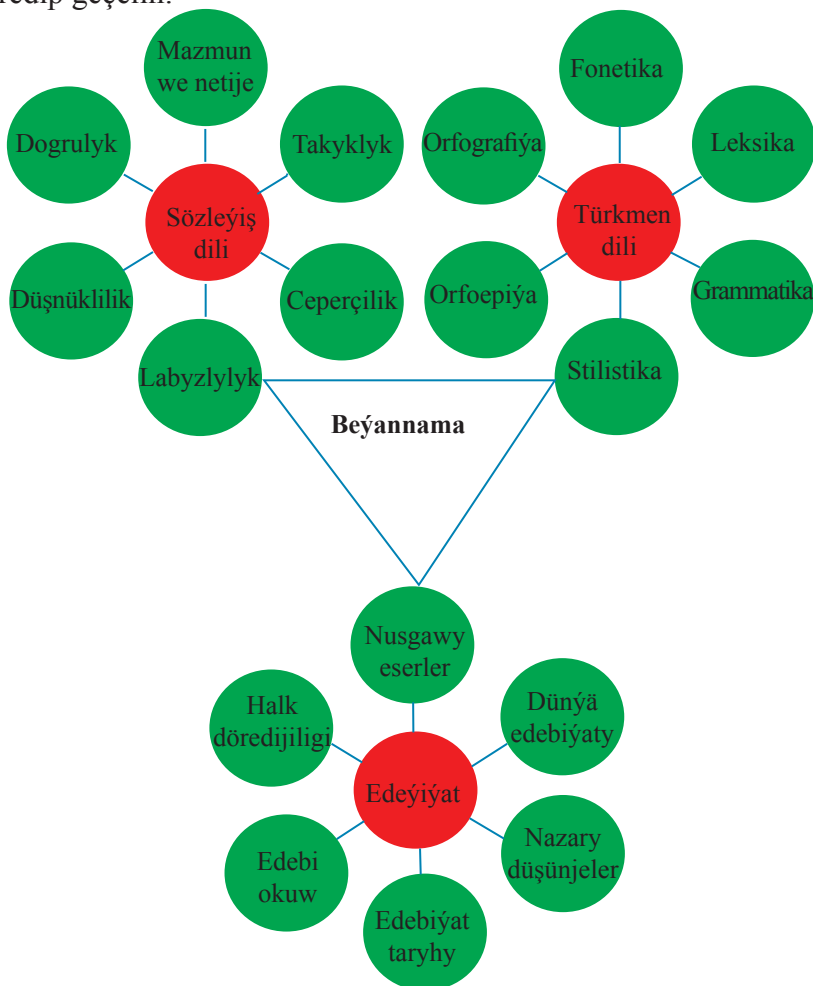 Mazmun
we netije
Fonetika
Dogrulyk
Takyklyk
Orfografiýa
Leksika
Sözleýiş
dili
Türkmen
dili
Düşnüklilik
Ceperçilik
Orfoepiýa
Grammatika
Labyzlylyk
Stilistika
Beýannama
Nusgawy
eserler
Halk
döredijiligi
Dünýä
edebiýaty
Edeýiýat
Edebi
okuw
Nazary
düşünjeler
Edebiýat
taryhy